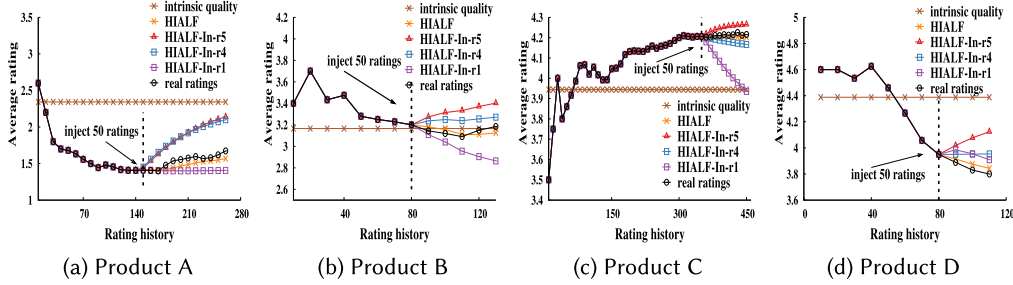 3.5
3
2.5
2
1.5
1
Average rating
intrinsic quality
HIALF
HIALF-In-r5
HIALF-In-r4
HIALF-In-r1
real ratings
inject 50 ratings
0
70
140
210
280
Rating history
(a) Product A
4.2
4
3.8
3.6
3.4
3.2
3
2.8
2.6
Average rating
intrinsic quality
HIALF
HIALF-In-r5
HIALF-In-r4
HIALF-In-r1
real ratings
inject 50 ratings
0
40
80
120
Rating history
(b) Product B
4.3
4.2
4.1
4
3.9
3.8
3.7
3.6
3.5
3.4
Average rating
inject 50 ratings
intrinsic quality
HIALF
HIALF-In-r5
HIALF-In-r4
HIALF-In-r1
real ratings
0
150
300
450
Rating history
(c) Product C
5
4.8
4.6
4.4
4.2
4
3.8
3.6
Average rating
intrinsic quality
HIALF
HIALF-In-r5
HIALF-In-r4
HIALF-In-r1
real ratings
inject 50 ratings
0
20
40
60
80
100
120
Rating history
(d) Product D